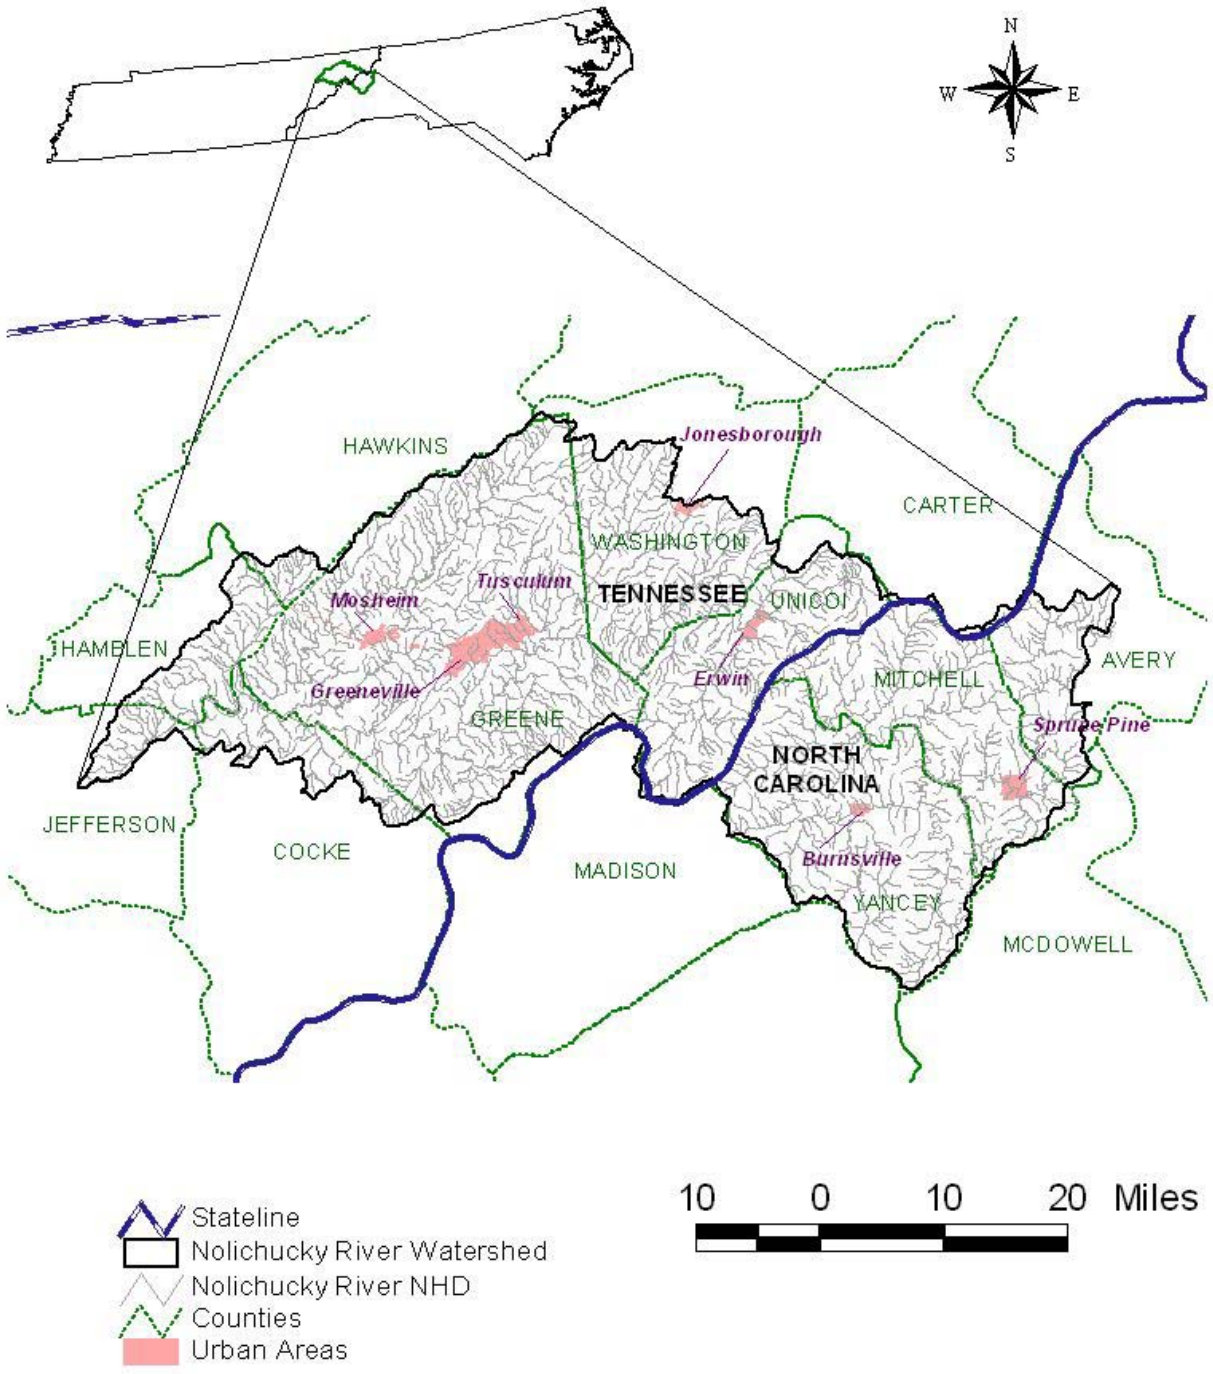 N
W E
S
Jonesborough
HAWKINS
CARTER
WASHINGTON
Tusculum
TENNESSEE
Mosheim
UNICOI
HAMBLEN
AVERY
Erwin
MITCHELL
Greeneville
GREENE
Spruce Pine
NORTH
CAROLINA
JEFFERSON
COCKE
Burnsville
MADISON
YANCEY
MCDOWELL
10 0 10 20 Miles
Stateline
Nolichucky River Watershed
Nolichucky River NHD
Counties
Urban Areas